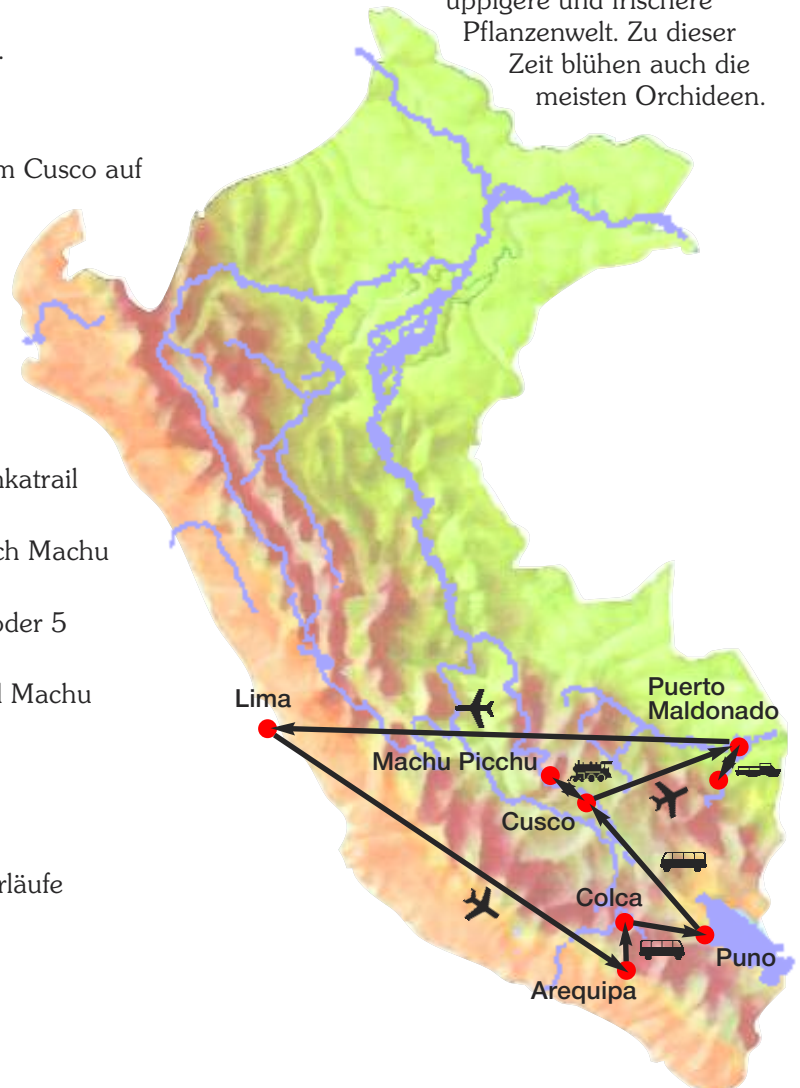 üppigere und frischere
Pflanzenwelt. Zu dieser
Zeit blühen auch die
meisten Orchideen.
.
m Cusco auf
nkatrail
ch Machu
oder 5
l Machu
rläufe
Lima
Puerto
Maldonado
Machu Picchu
Cusco
Colca
Puno
Arequipa